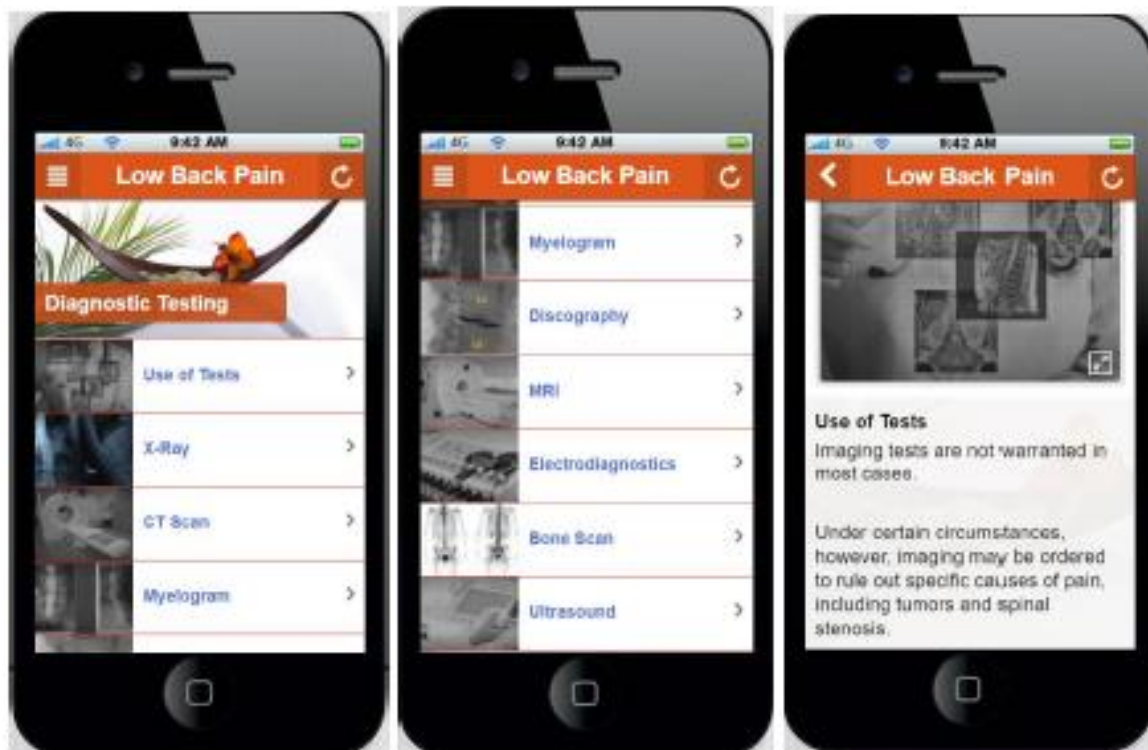 4G 9:42 AM
Low Back Pain
Diagnostic Testing
Use of Tests
X-Ray
CT Scan
Myelogram
4G 9:42 AM
Low Back Pain
Myelogram
Discography
MRI
Electrodiagnostics
Bone Scan
Ultrasound
4G 9:42 AM
Low Back Pain
Use of Tests
Imaging tests are not warranted in
most cases.
Under certain circumstances,
however, imaging may be ordered
to rule out specific causes of pain,
including tumors and spinal
stenosis.